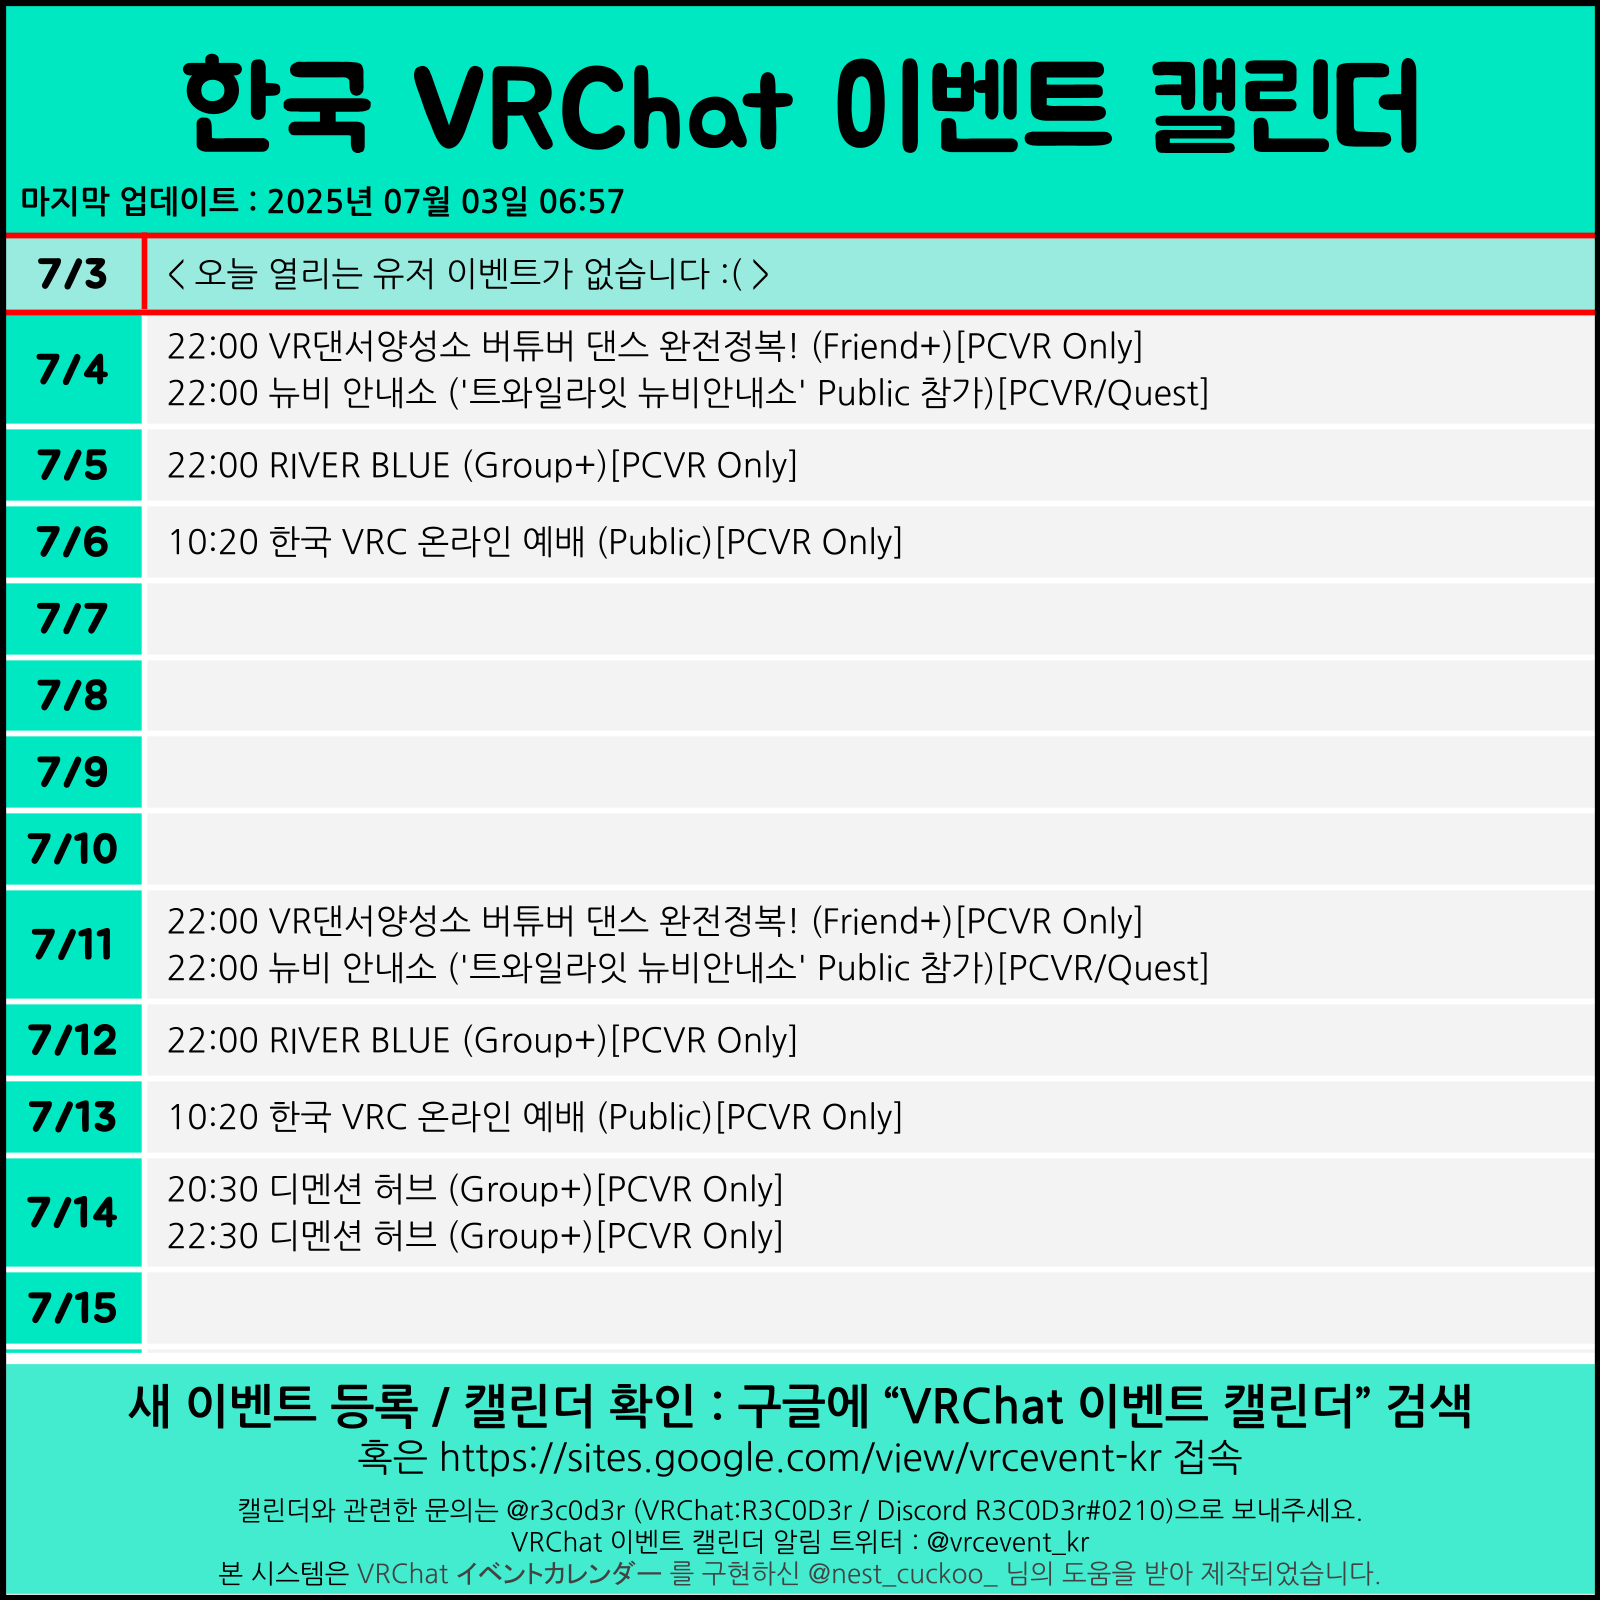 한국 VRChat 이벤트 캘린더
마지막 업데이트 : 2025년 07월 03일 06:57
7/3
< 오늘 열리는 유저 이벤트가 없습니다 :( >
7/4
22:00 VR댄서양성소 버튜버 댄스 완전정복! (Friend+)[PCVR Only]
22:00 뉴비 안내소 ('트와일라잇 뉴비안내소' Public 참가)[PCVR/Quest]
7/5
22:00 RIVER BLUE (Group+)[PCVR Only]
7/6
10:20 한국 VRC 온라인 예배 (Public)[PCVR Only]
7/7
7/8
7/9
7/10
7/11
22:00 VR댄서양성소 버튜버 댄스 완전정복! (Friend+)[PCVR Only]
22:00 뉴비 안내소 ('트와일라잇 뉴비안내소' Public 참가)[PCVR/Quest]
7/12
22:00 RIVER BLUE (Group+)[PCVR Only]
7/13
10:20 한국 VRC 온라인 예배 (Public)[PCVR Only]
7/14
20:30 디멘션 허브 (Group+)[PCVR Only]
22:30 디멘션 허브 (Group+)[PCVR Only]
7/15
새 이벤트 등록 / 캘린더 확인 : 구글에 “VRChat 이벤트 캘린더” 검색
혹은 https://sites.google.com/view/vrcevent-kr 접속
캘린더와 관련한 문의는 @r3c0d3r (VRChat:R3C0D3r / Discord R3C0D3r#0210)으로 보내주세요.
VRChat 이벤트 캘린더 알림 트위터 : @vrcevent_kr
본 시스템은 VRChat イベントカレンダー 를 구현하신 @nest_cuckoo_ 님의 도움을 받아 제작되었습니다.